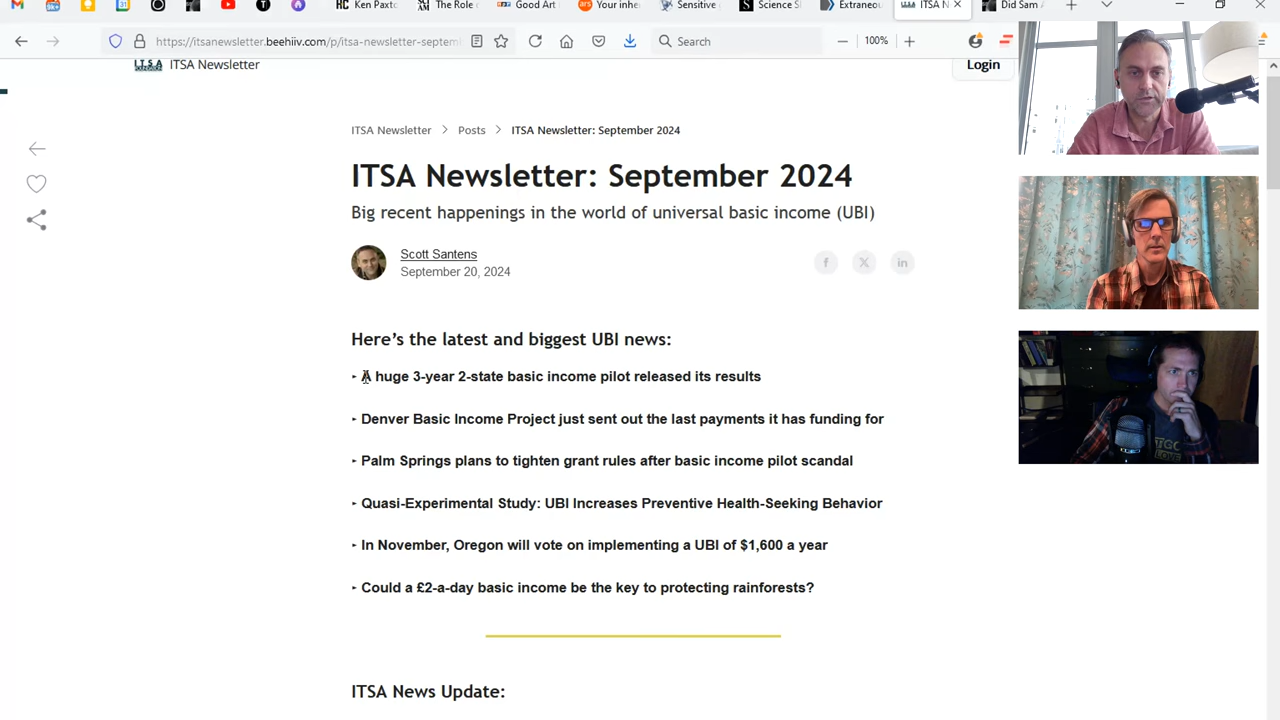 Ken Paxto
The Role
Good Art
Your inhe
Sensitive
Science S
Extraneou
ITSA N
Did Sam
https://itsanewsletter.beehiiv.com/p/itsa-newsletter-septem
Search
100%
I.T.S.A
ITSA Newsletter
Login
ITSA Newsletter > Posts > ITSA Newsletter: September 2024
ITSA Newsletter: September 2024
Big recent happenings in the world of universal basic income (UBI)
Scott Santens
September 20, 2024
Here’s the latest and biggest UBI news:
‣ A huge 3-year 2-state basic income pilot released its results
‣ Denver Basic Income Project just sent out the last payments it has funding for
‣ Palm Springs plans to tighten grant rules after basic income pilot scandal
‣ Quasi-Experimental Study: UBI Increases Preventive Health-Seeking Behavior
‣ In November, Oregon will vote on implementing a UBI of $1,600 a year
‣ Could a £2-a-day basic income be the key to protecting rainforests?
ITSA News Update: